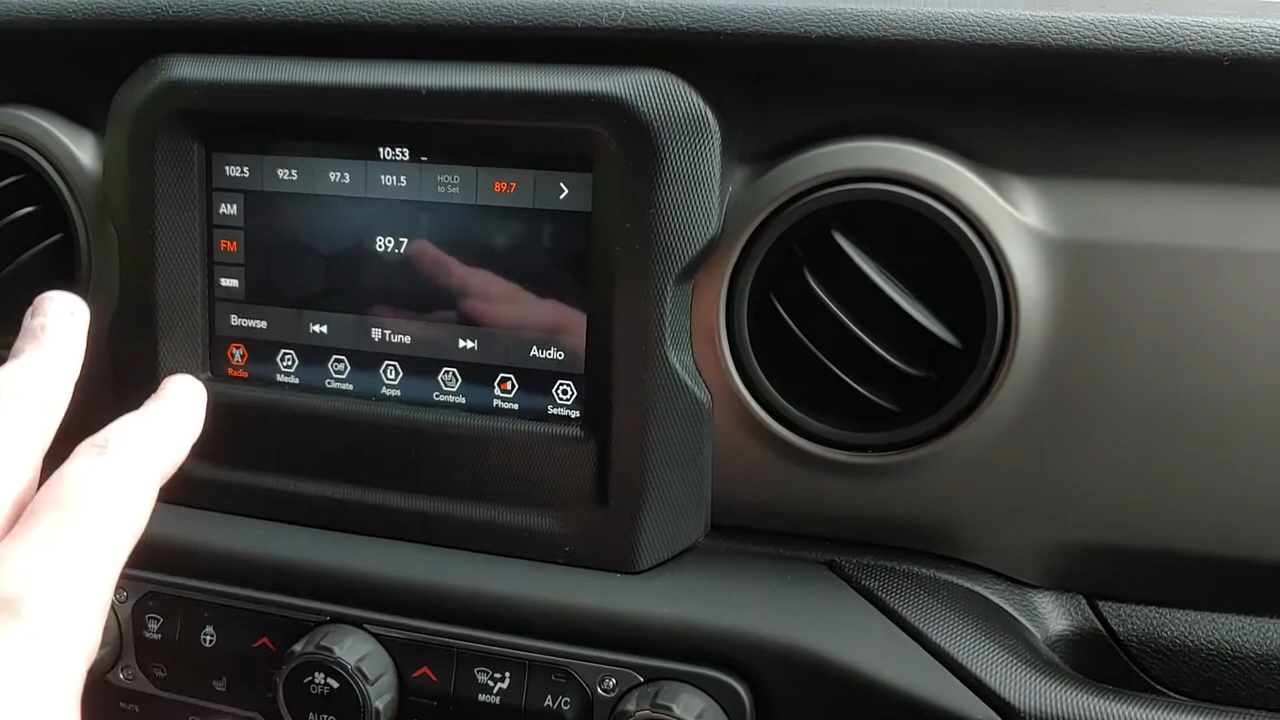 10:53
102.5 92.5 97.3 101.5 HOLD to Set 89.7
AM
FM
sxm
89.7
Browse Tune Audio
Radio Media Off Climate Apps Controls Phone Settings
FRONT
OFF
AUTO
MODE
A/C
MUTE